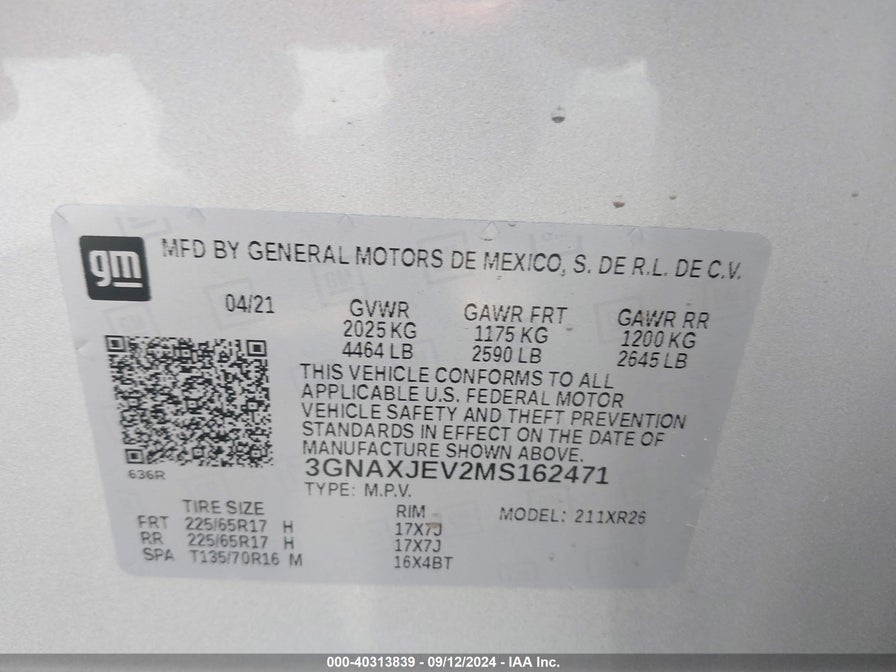 gm
MFD BY GENERAL MOTORS DE MEXICO, S. DE R.L. DE C.V.
04/21
GVWR
2025 KG
4464 LB
GAWR FRT
1175 KG
2590 LB
GAWR RR
1200 KG
2645 LB
THIS VEHICLE CONFORMS TO ALL
APPLICABLE U.S. FEDERAL MOTOR
VEHICLE SAFETY AND THEFT PREVENTION
STANDARDS IN EFFECT ON THE DATE OF
MANUFACTURE SHOWN ABOVE.
3GNAXJEV2MS162471
TYPE: M.P.V.
636R
TIRE SIZE RIM MODEL: 211XR26
FRT 225/65R17 H 17X7J
RR 225/65R17 H 17X7J
SPA T135/70R16 M 16X4BT
000-40313839 - 09/12/2024 - IAA Inc.